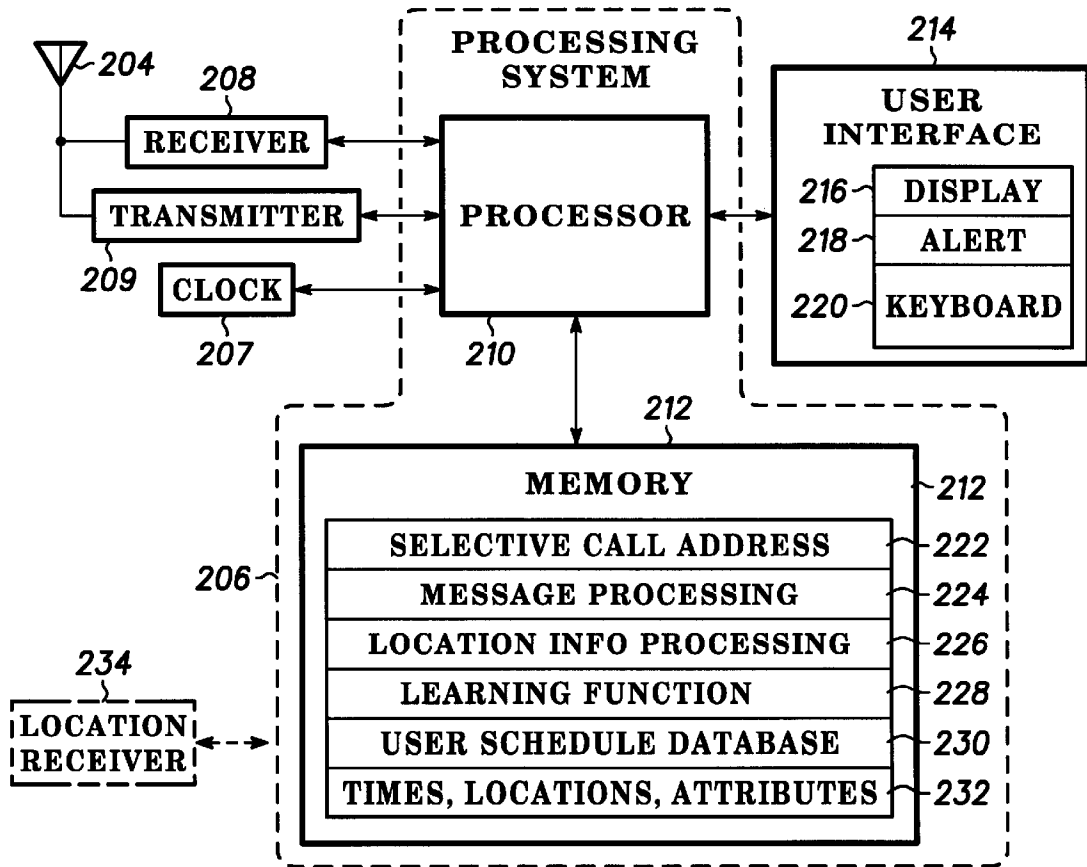 204
208
RECEIVER
TRANSMITTER
209
CLOCK
207
PROCESSING
SYSTEM
PROCESSOR
210
214
USER
INTERFACE
216
DISPLAY
218
ALERT
220
KEYBOARD
212
MEMORY
212
206
SELECTIVE CALL ADDRESS
222
MESSAGE PROCESSING
224
LOCATION INFO PROCESSING
226
LEARNING FUNCTION
228
USER SCHEDULE DATABASE
230
TIMES, LOCATIONS, ATTRIBUTES
232
234
LOCATION
RECEIVER